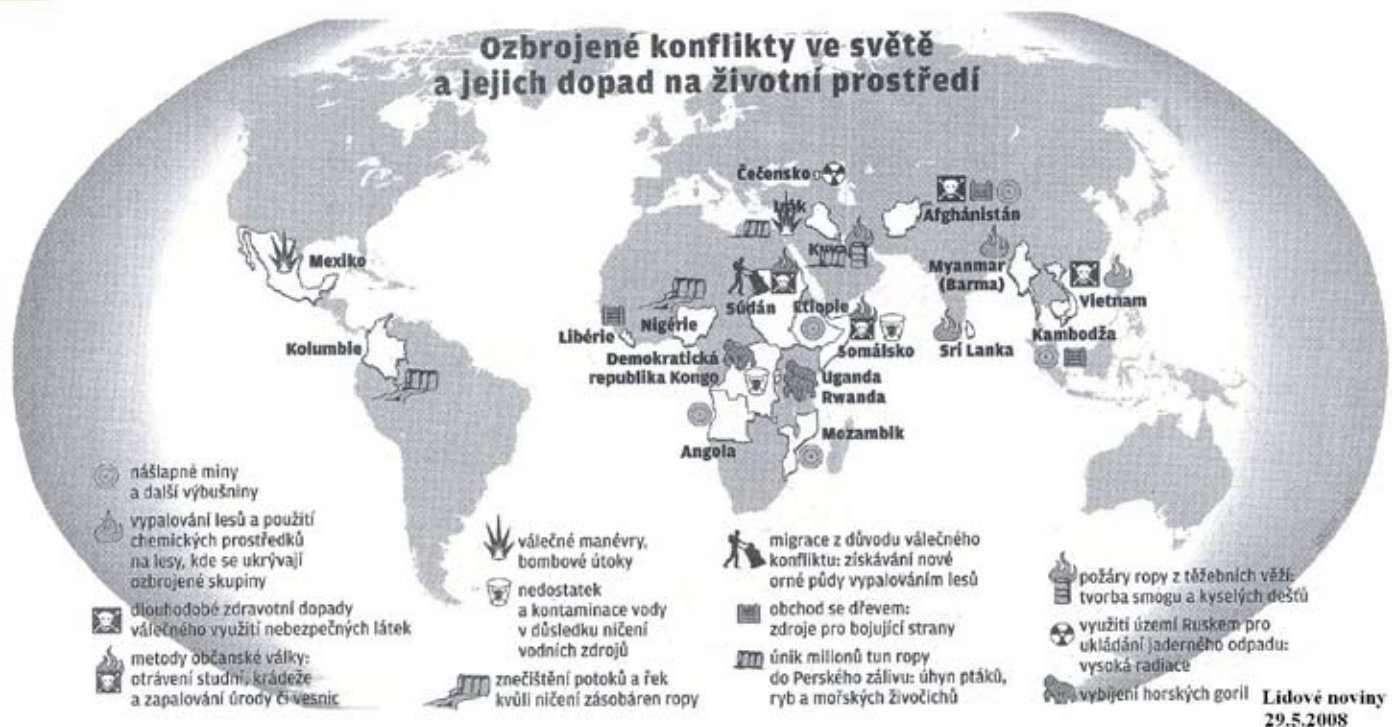 Ozbrojené konflikty ve světě
a jejich dopad na životní prostředí
Čečensko
Irák
Afghánistán
Mexiko
Myanmar
(Barma)
Vietnam
Súdán
Etiopie
Libérie
Nigérie
Kolumbie
Demokratická
republika Kongo
Somálsko
Srí Lanka
Kambodža
Uganda
Rwanda
Angola
Mozambik
nášlapné miny
a další výbušniny
vypalování lesů a použití
chemických prostředků
na lesy, kde se ukrývají
ozbrojené skupiny
dlouhodobé zdravotní dopady
válečného využití nebezpečných látek
metody občanské války:
otrávení studní, krádeže
a zapalování úrody či vesnic
válečné manévry,
bombové útoky
nedostatek
a kontaminace vody
v důsledku ničení
vodních zdrojů
znečištění potoků a řek
kvůli ničení zásobáren ropy
migrace z důvodu válečného
konfliktu: získávání nové
orné půdy vypalováním lesů
obchod se dřevem:
zdroje pro bojující strany
únik milionů tun ropy
do Perského zálivu: úhyn ptáků,
ryb a mořských živočichů
požáry ropy z těžebních věží:
tvorba smogu a kyselých dešťů
využití území Ruskem pro
ukládání jaderného odpadu:
vysoká radiace
vybíjení horských goril
Lidové noviny
29.5.2008